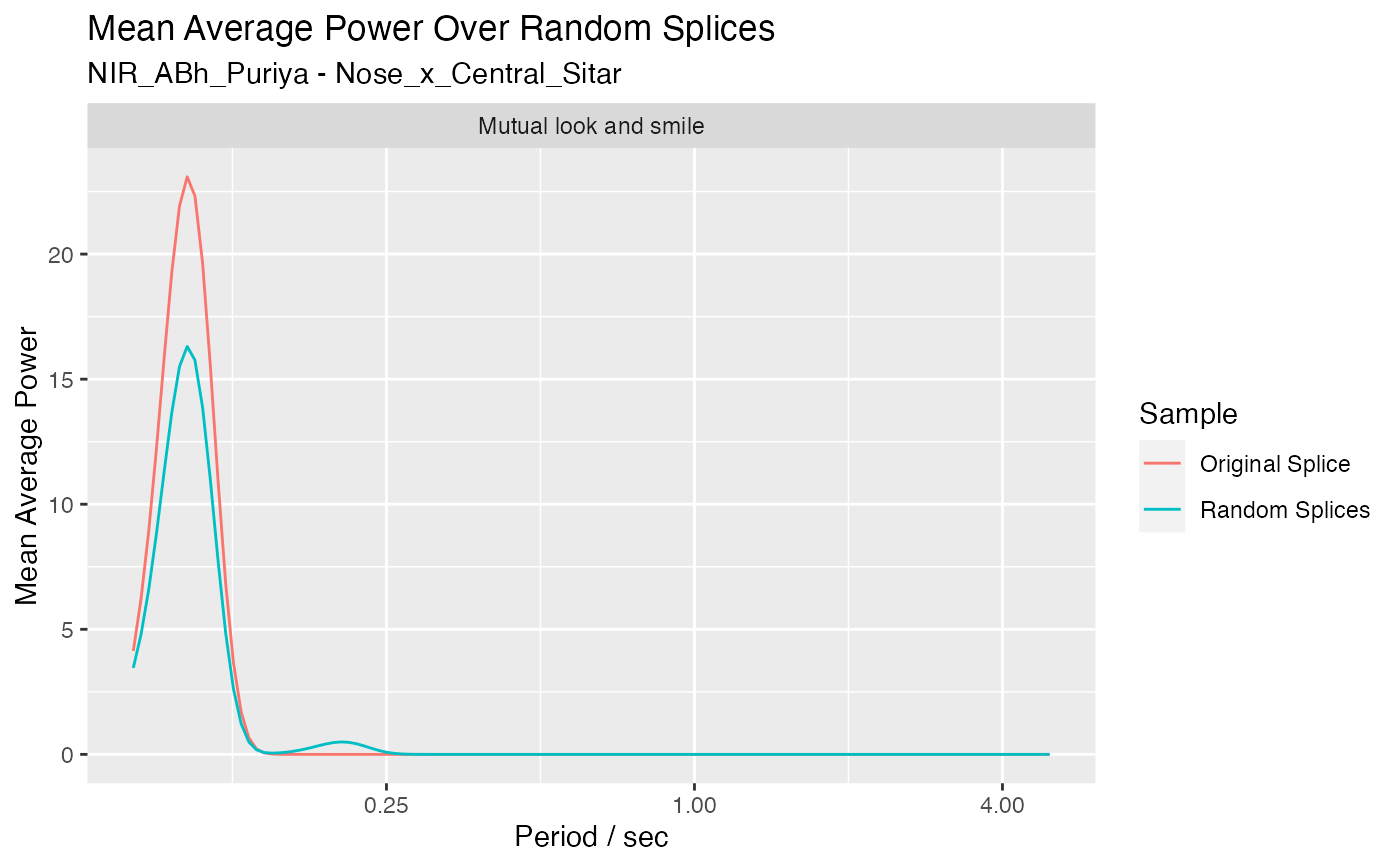 Mean Average Power Over Random Splices
NIR_ABh_Puriya - Nose_x_Central_Sitar
Mutual look and smile
20
15
10
5
0
Mean Average Power
0.25
1.00
4.00
Period / sec
Sample
Original Splice
Random Splices